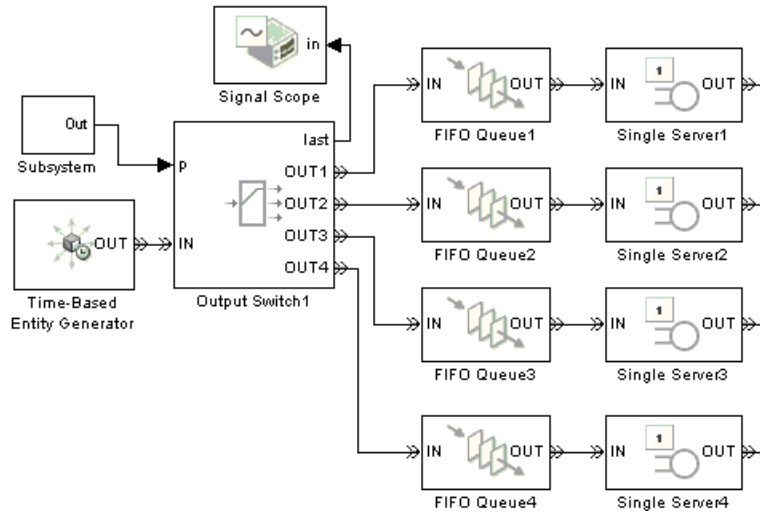 in
Signal Scope
Out
Subsystem
OUT
Time-Based
Entity Generator
p
IN
last
OUT1
OUT2
OUT3
OUT4
Output Switch1
IN OUT
FIFO Queue1
1
IN OUT
Single Server1
IN OUT
FIFO Queue2
1
IN OUT
Single Server2
IN OUT
FIFO Queue3
1
IN OUT
Single Server3
IN OUT
FIFO Queue4
1
IN OUT
Single Server4